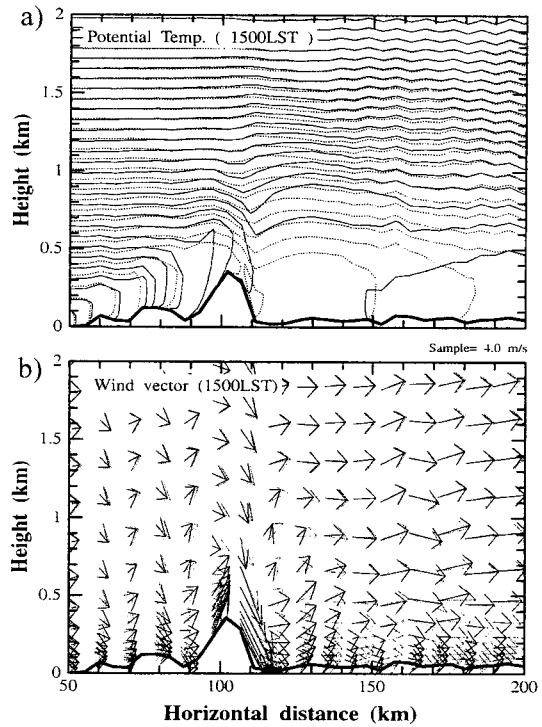 a)
Potential Temp. ( 1500LST )
2
1.5
1
0.5
0
Height (km)
Sample= 4.0 m/s
b)
Wind vector (1500LST)
2
1.5
1
0.5
0
Height (km)
50 100 150 200
Horizontal distance (km)